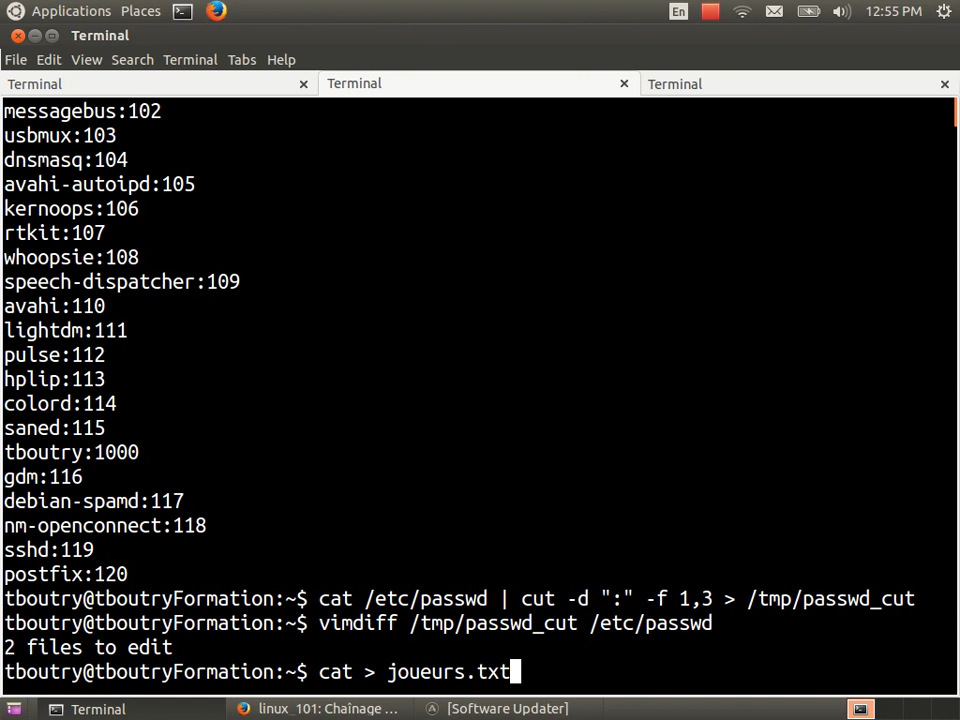 Applications Places En 12:55 PM
Terminal
File Edit View Search Terminal Tabs Help
Terminal Terminal Terminal
messagebus:102
usbmux:103
dnsmasq:104
avahi-autoipd:105
kernoops:106
rtkit:107
whoopsie:108
speech-dispatcher:109
avahi:110
lightdm:111
pulse:112
hplip:113
colord:114
saned:115
tboutry:1000
gdm:116
debian-spamd:117
nm-openconnect:118
sshd:119
postfix:120
tboutry@tboutryFormation:~$ cat /etc/passwd | cut -d ":" -f 1,3 > /tmp/passwd_cut
tboutry@tboutryFormation:~$ vimdiff /tmp/passwd_cut /etc/passwd
2 files to edit
tboutry@tboutryFormation:~$ cat > joueurs.txt
Terminal linux_101: Chaînage ... [Software Updater]